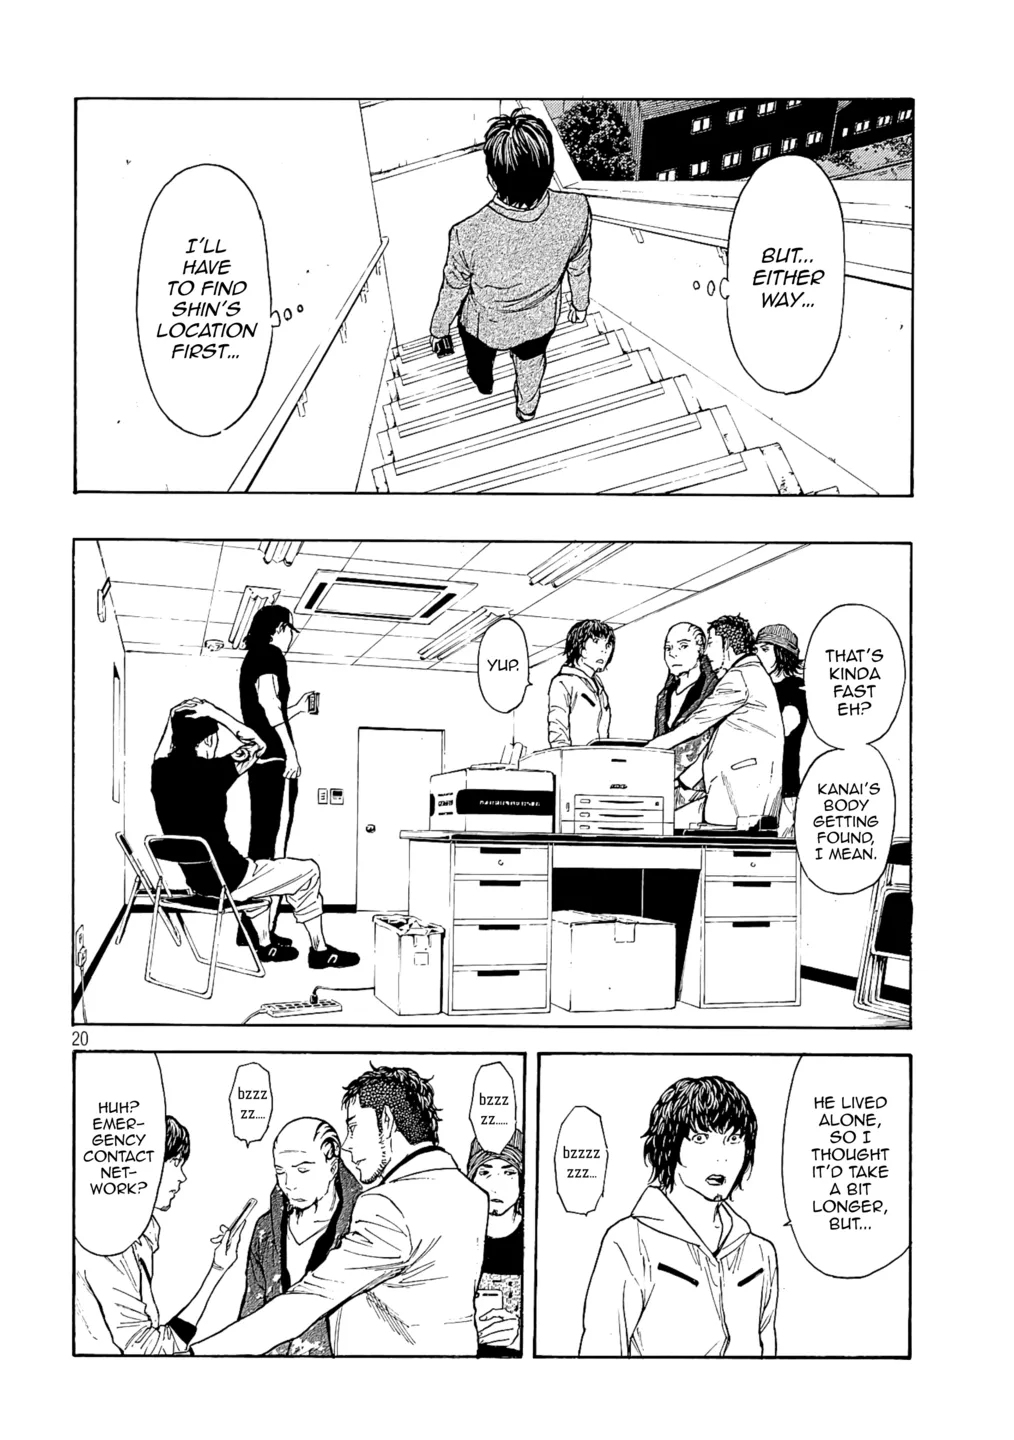 BUT...
EITHER
WAY...
I'LL
HAVE
TO FIND
SHIN'S
LOCATION
FIRST...
THAT'S
KINDA
FAST
EH?
KANAI'S
BODY
GETTING
FOUND,
I MEAN.
YUP.
20
HE LIVED
ALONE,
SO I
THOUGHT
IT'D TAKE
A BIT
LONGER,
BUT...
bzzzz
zzz...
bzzz
zz.....
bzzz
zz....
HUH?
EMER-
GENCY
CONTACT
NET-
WORK?